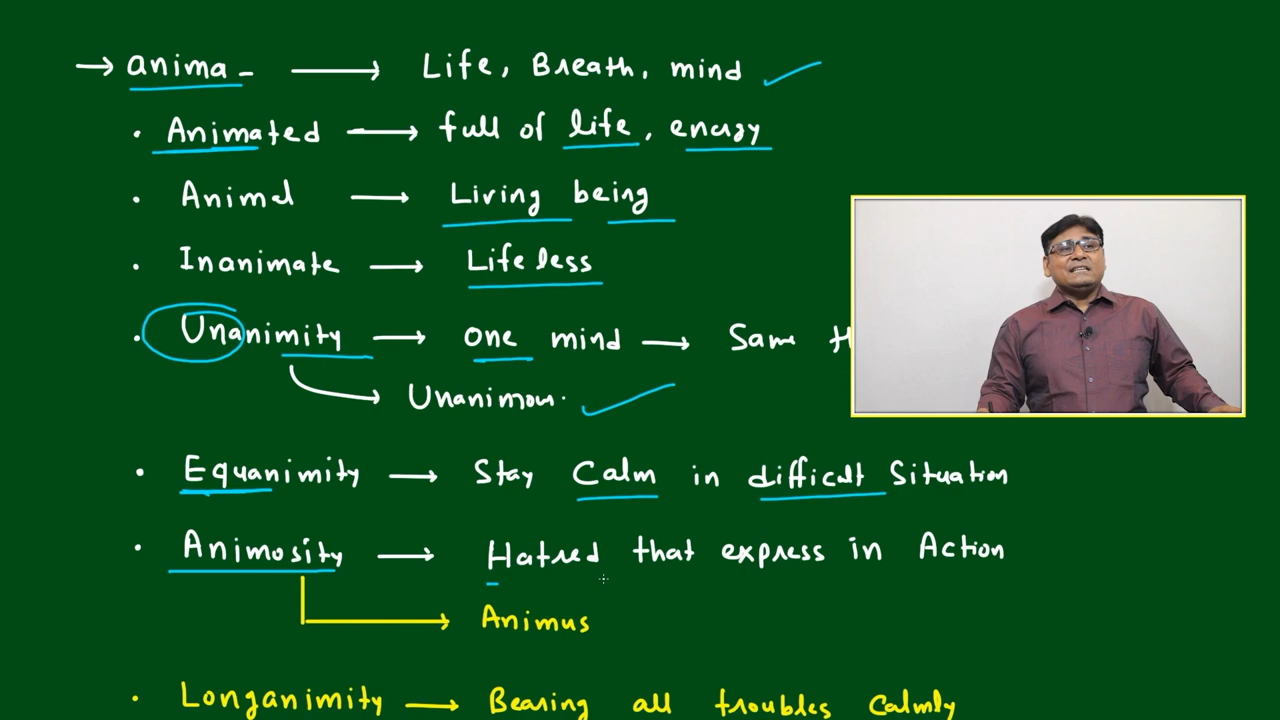 → anima - → Life, Breath, mind ✓
• Animated → full of life, energy
• Animal → Living being
• Inanimate → Lifeless
• Unanimity → one mind → Same
→ Unanimous. ✓
• Equanimity → Stay Calm in difficult Situation
• Animosity → Hatred that express in Action
→ Animus
• Longanimity → Bearing all troubles Calmly